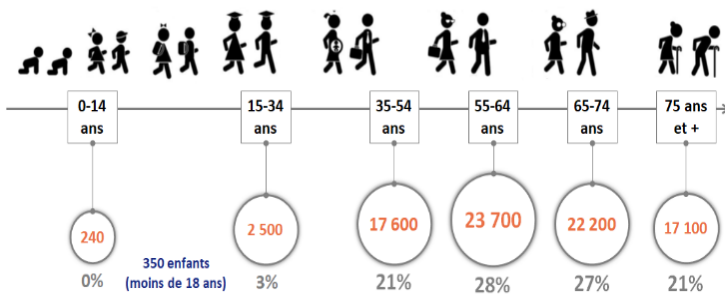 0-14
ans
15-34
ans
35-54
ans
55-64
ans
65-74
ans
75 ans
et +
240
2 500
17 600
23 700
22 200
17 100
0%
350 enfants
(moins de 18 ans)
3%
21%
28%
27%
21%